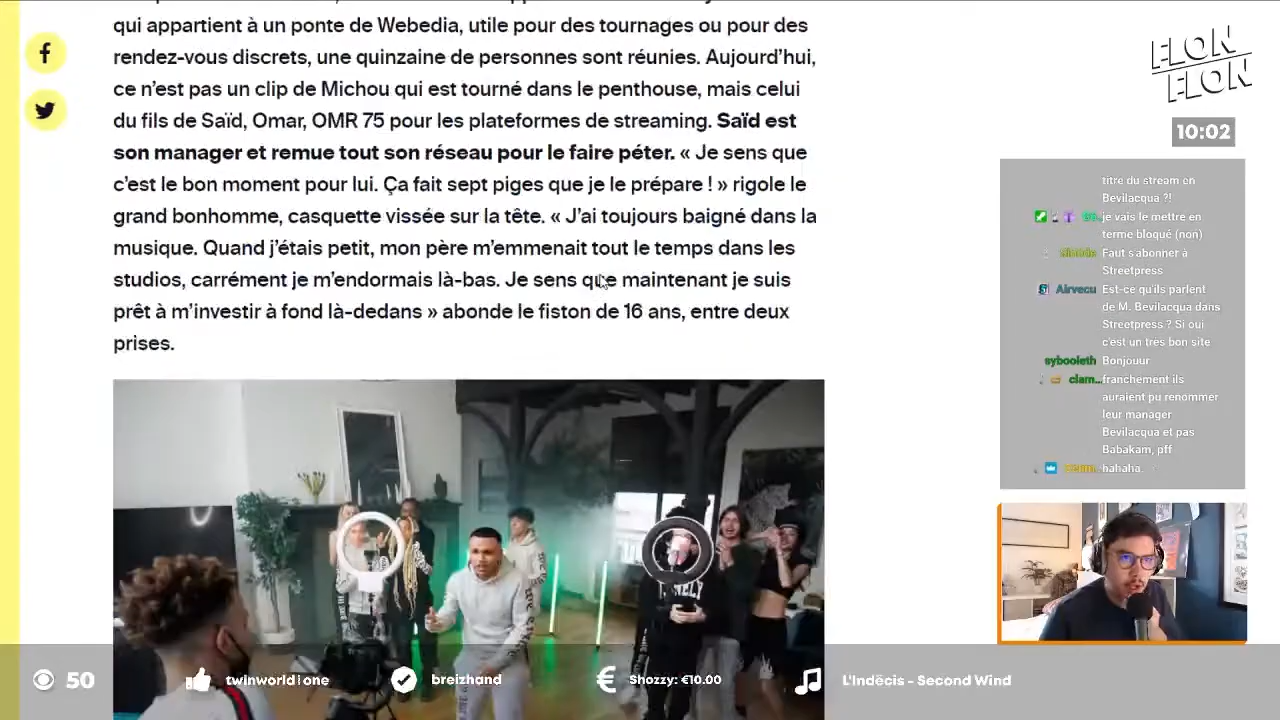 qui appartient à un ponte de Webedia, utile pour des tournages ou pour des
rendez-vous discrets, une quinzaine de personnes sont réunies. Aujourd'hui,
ce n'est pas un clip de Michou qui est tourné dans le penthouse, mais celui
du fils de Saïd, Omar, OMR 75 pour les plateformes de streaming. Saïd est
son manager et remue tout son réseau pour le faire péter. « Je sens que
c'est le bon moment pour lui. Ça fait sept piges que je le prépare ! » rigole le
grand bonhomme, casquette vissée sur la tête. « J'ai toujours baigné dans la
musique. Quand j'étais petit, mon père m'emmenait tout le temps dans les
studios, carrément je m'endormais là-bas. Je sens que maintenant je suis
prêt à m'investir à fond là-dedans » abonde le fiston de 16 ans, entre deux
prises.
FLON
FLON
10:02
titre du stream en
Bevilacqua ?!
je vais le mettre en
terme bloqué (non)
Faut s'abonner à
Streetpress
Airvecu Est-ce qu'ils parlent
de M. Bevilacqua dans
Streetpress ? Si oui
c'est un tres bon site
sybooleth Bonjouur
clam... franchement ils
auraient pu renommer
leur manager
Bevilacqua et pas
Babakam, pff
hahaha.
50
twinworld1one
breizhand
Shozzy: €10.00
L'Indécis - Second Wind